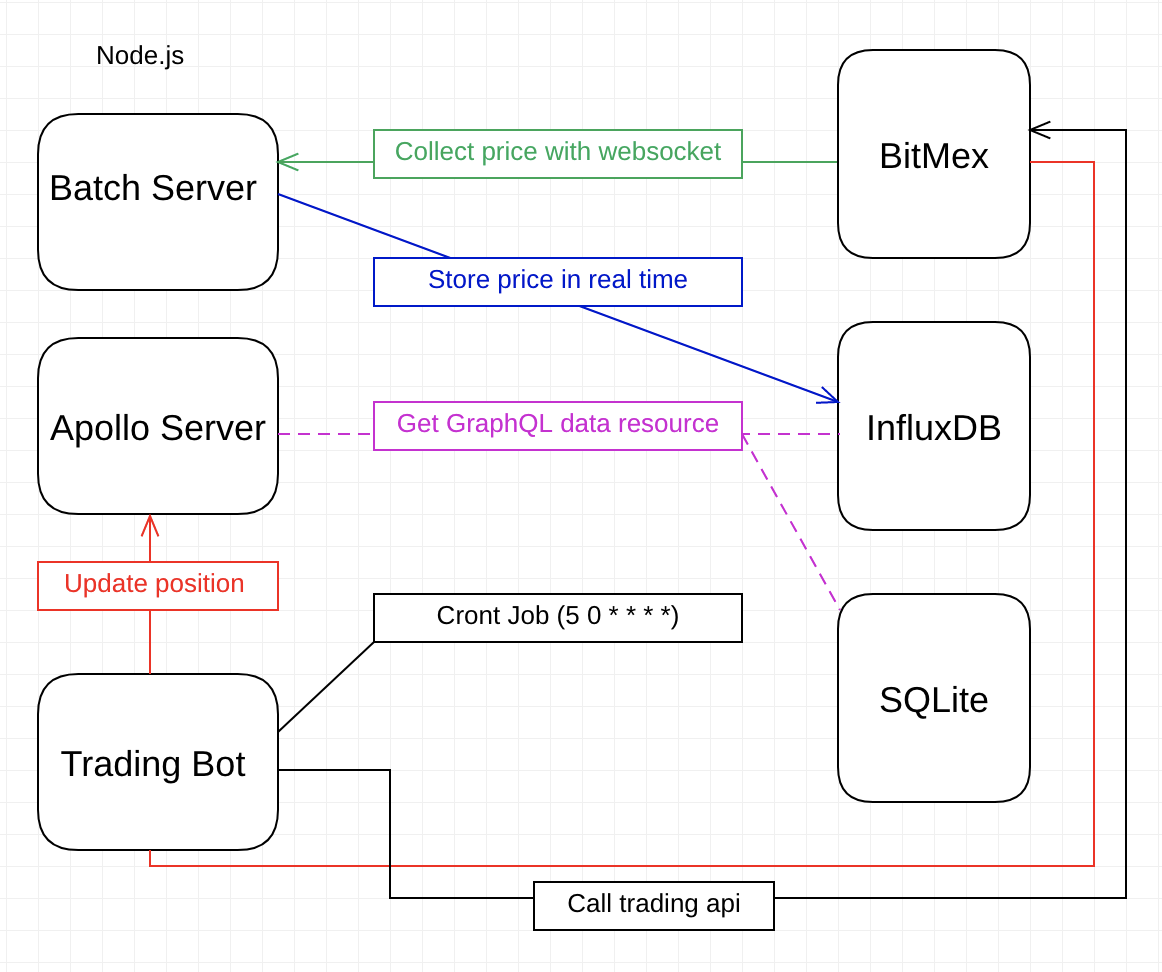 Node.js
Batch Server
Collect price with websocket
BitMex
Store price in real time
Apollo Server
Get GraphQL data resource
InfluxDB
Update position
Cront Job (5 0 * * * *)
SQLite
Trading Bot
Call trading api